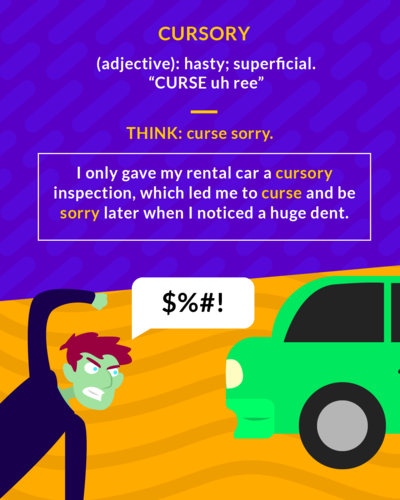 CURSORY
(adjective): hasty; superficial.
“CURSE uh ree”
THINK: curse sorry.
I only gave my rental car a cursory
inspection, which led me to curse and be
sorry later when I noticed a huge dent.
$%#!